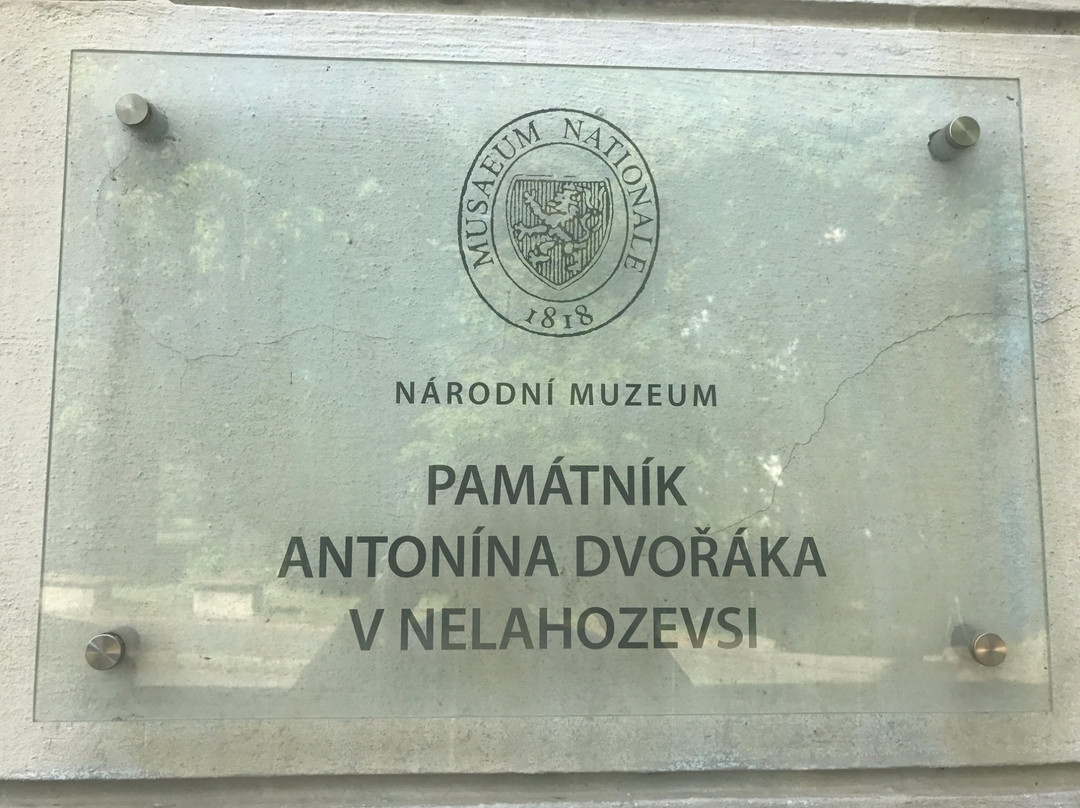 MUSAEUM NATIONALE
1818
NÁRODNÍ MUZEUM
PAMÁTNÍK
ANTONÍNA DVOŘÁKA
V NELAHOZEVSI